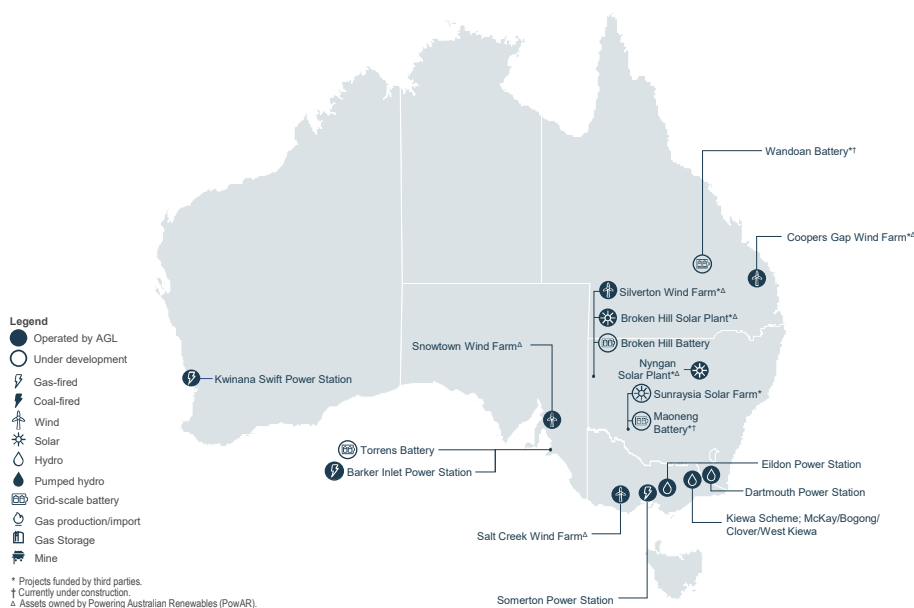 Wandoan Battery*†
Coopers Gap Wind Farm*∆
Silverton Wind Farm*∆
Broken Hill Solar Plant*∆
Broken Hill Battery
Snowtown Wind Farm∆
Nyngan
Solar Plant*∆
Sunraysia Solar Farm*
Maoneng
Battery*†
Kwinana Swift Power Station
Torrens Battery
Barker Inlet Power Station
Eildon Power Station
Dartmouth Power Station
Kiewa Scheme; McKay/Bogong/
Clover/West Kiewa
Salt Creek Wind Farm∆
Somerton Power Station
Legend
Operated by AGL
Under development
Gas-fired
Coal-fired
Wind
Solar
Hydro
Pumped hydro
Grid-scale battery
Gas production/import
Gas Storage
Mine
* Projects funded by third parties.
† Currently under construction.
∆ Assets owned by Powering Australian Renewables (PowAR).